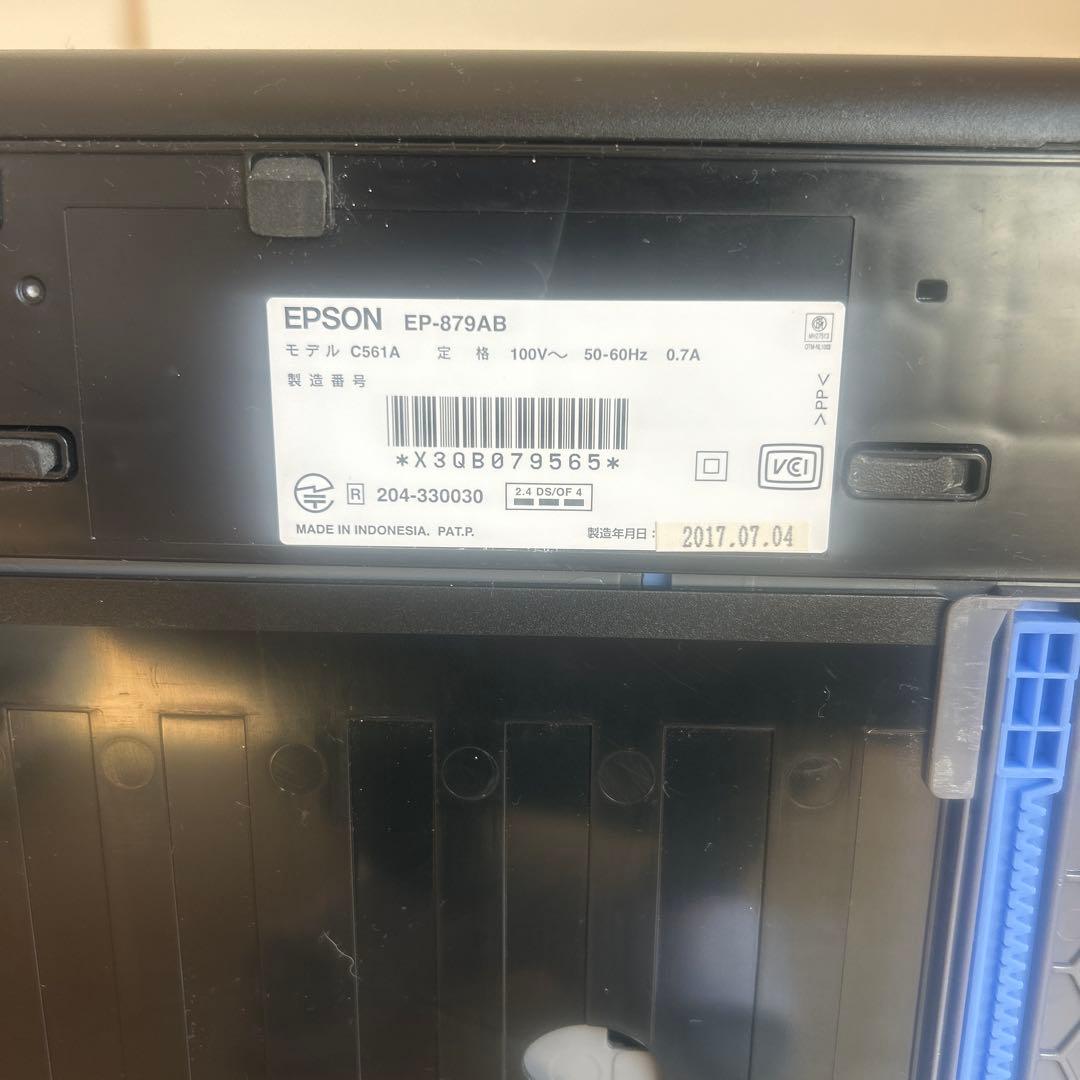 EPSON EP-879AB
モデル C561A 定 格 100V～ 50-60Hz 0.7A
製造番号
>PP<
*X3QB079565*
VCI
R 204-330030
2.4 DS/OF 4
MADE IN INDONESIA. PAT.P.
製造年月日： 2017.07.04